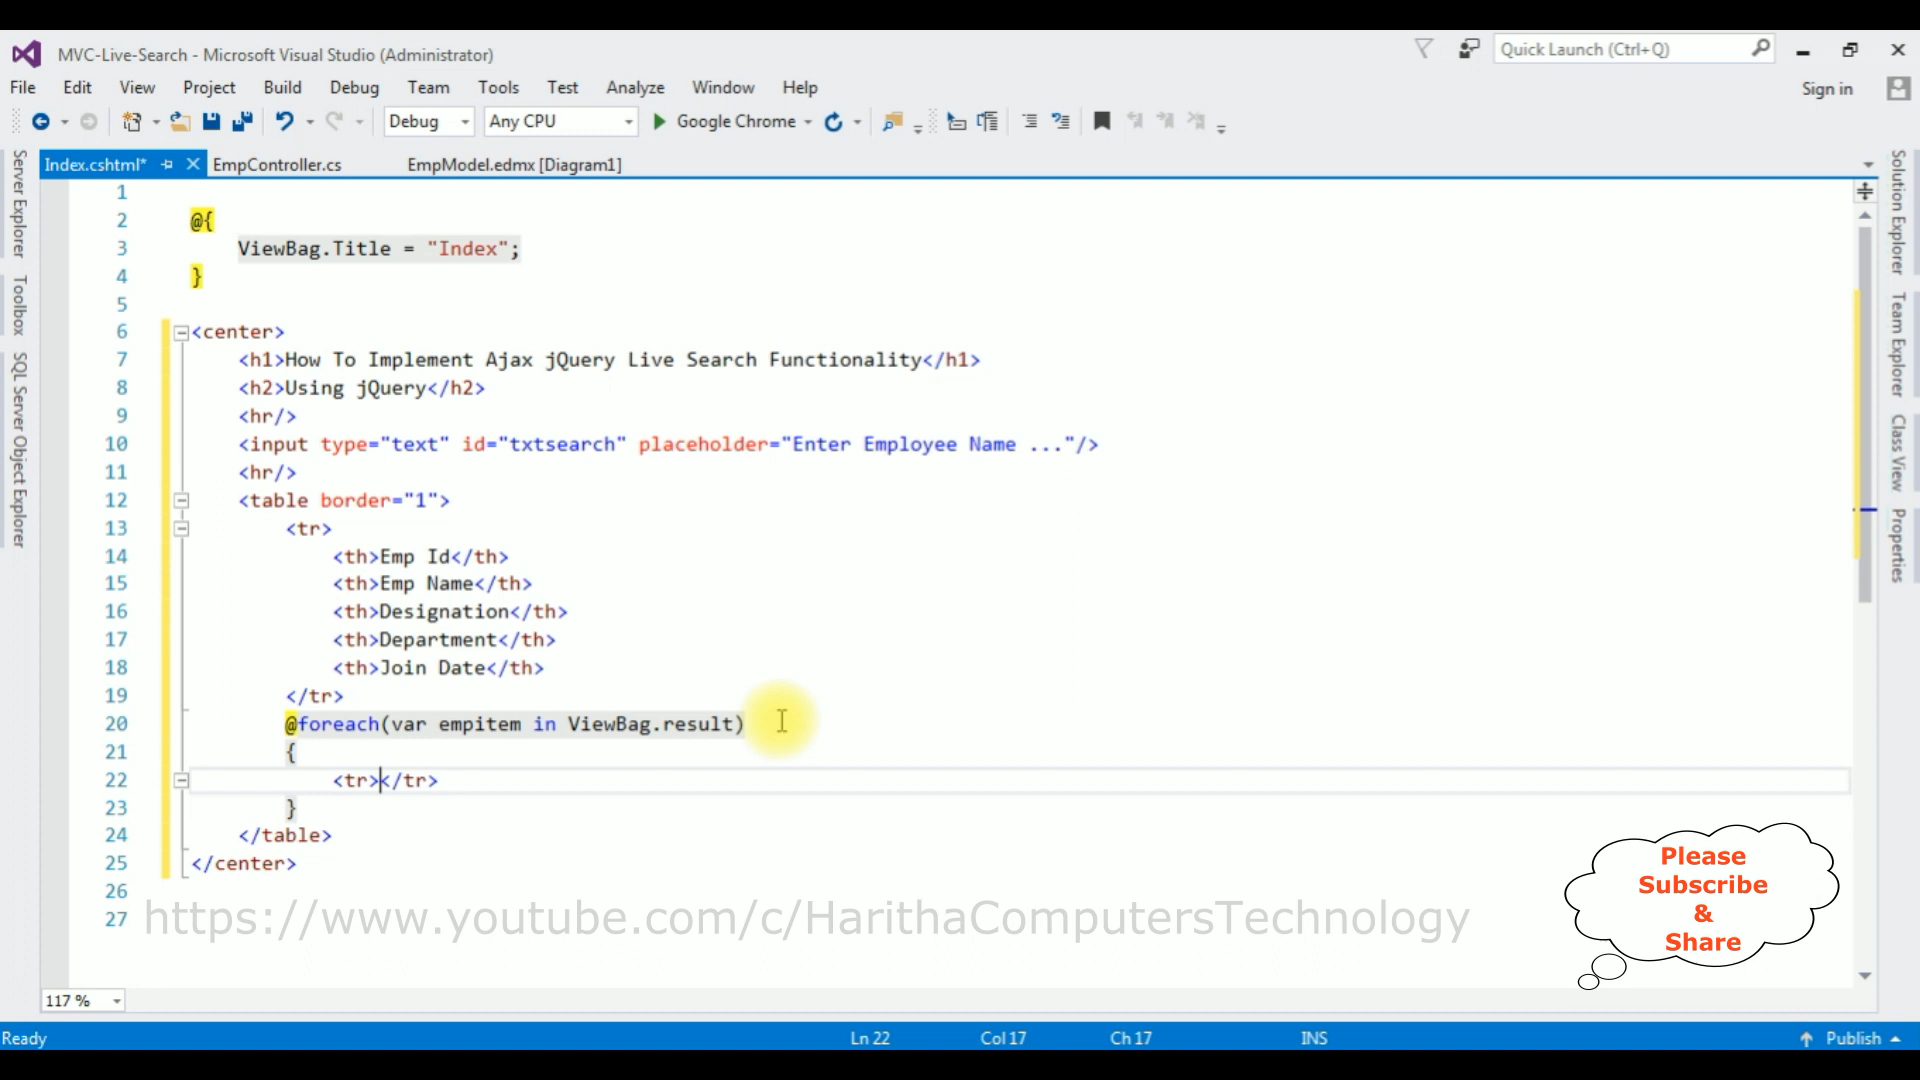 MVC-Live-Search - Microsoft Visual Studio (Administrator)
Quick Launch (Ctrl+Q)
File Edit View Project Build Debug Team Tools Test Analyze Window Help
Sign in
Debug Any CPU Google Chrome
Index.cshtml* EmpController.cs EmpModel.edmx [Diagram1]
Server Explorer
Toolbox
SQL Server Object Explorer
Solution Explorer
Team Explorer
Class View
Properties
1
2 @{
3 ViewBag.Title = "Index";
4 }
5
6 <center>
7 <h1>How To Implement Ajax jQuery Live Search Functionality</h1>
8 <h2>Using jQuery</h2>
9 <hr/>
10 <input type="text" id="txtsearch" placeholder="Enter Employee Name ..."/>
11 <hr/>
12 <table border="1">
13 <tr>
14 <th>Emp Id</th>
15 <th>Emp Name</th>
16 <th>Designation</th>
17 <th>Department</th>
18 <th>Join Date</th>
19 </tr>
20 @foreach(var empitem in ViewBag.result)
21 {
22 <tr></tr>
23 }
24 </table>
25 </center>
26
27
https://www.youtube.com/c/HarithaComputersTechnology
Please
Subscribe
&
Share
117 %
Ready Ln 22 Col 17 Ch 17 INS Publish